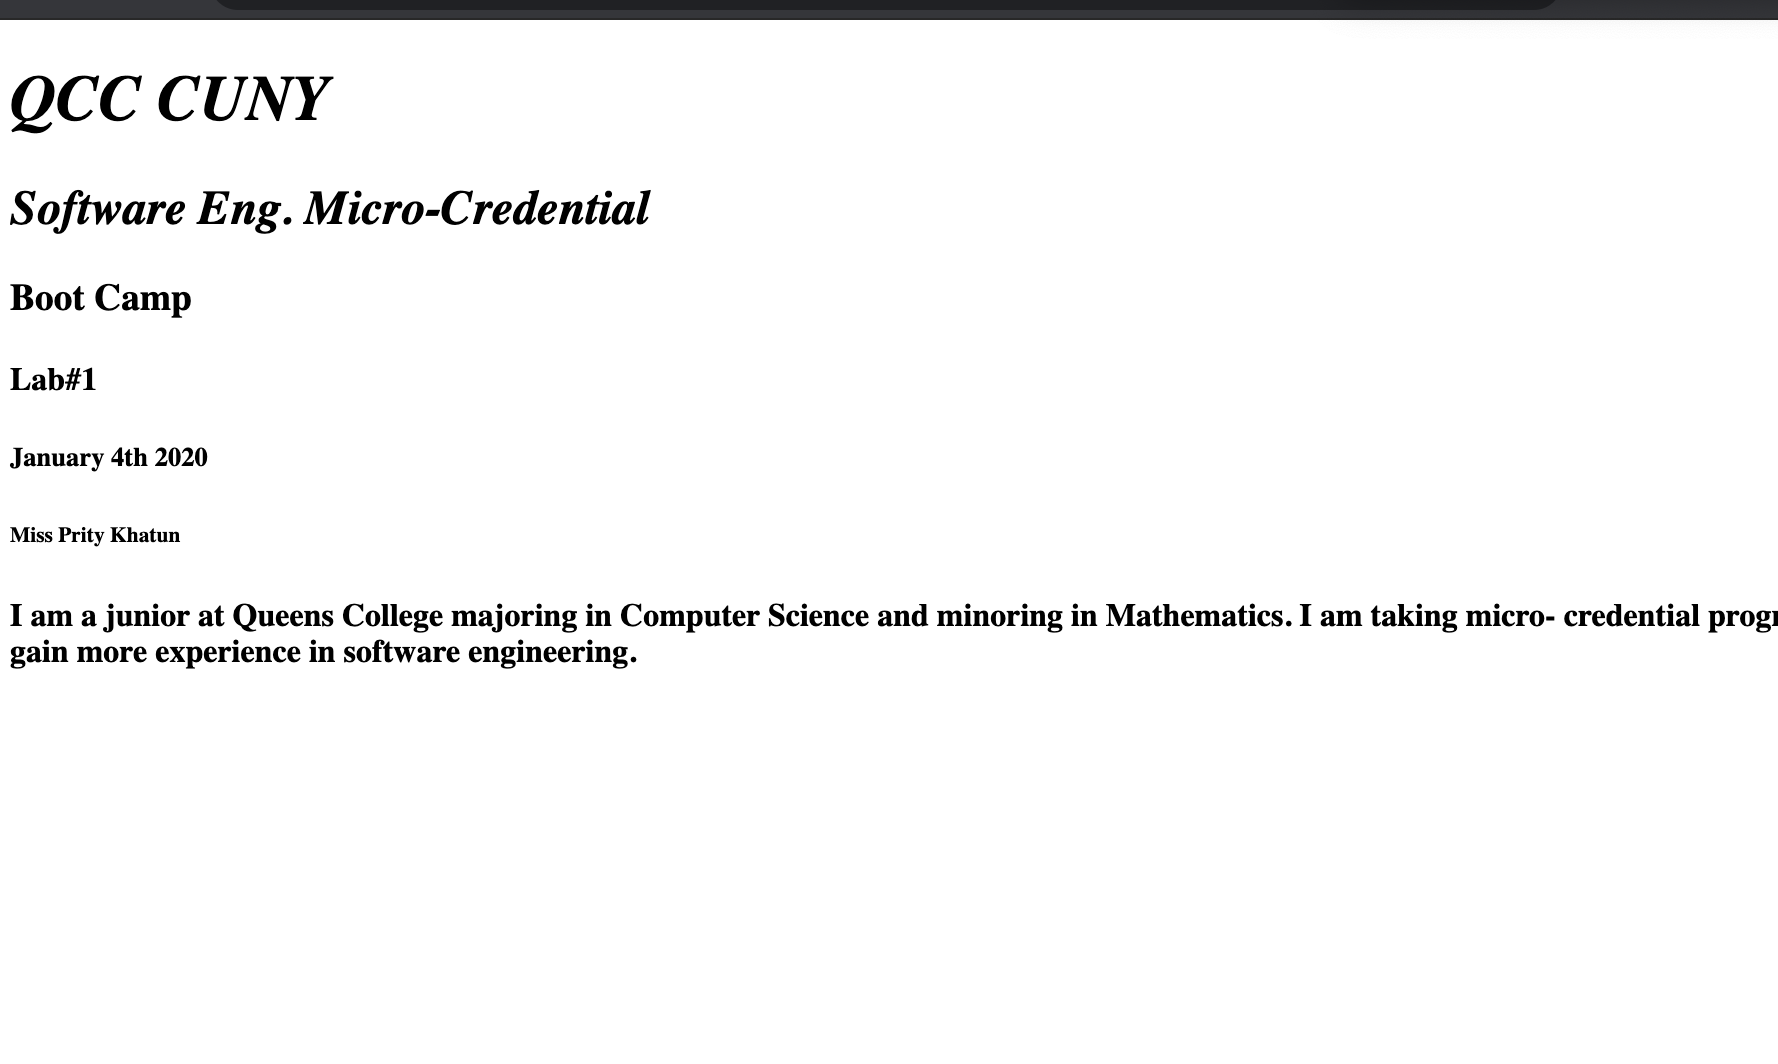 QCC CUNY
Software Eng. Micro-Credential
Boot Camp
Lab#1
January 4th 2020
Miss Prity Khatun
I am a junior at Queens College majoring in Computer Science and minoring in Mathematics. I am taking micro- credential
gain more experience in software engineering.